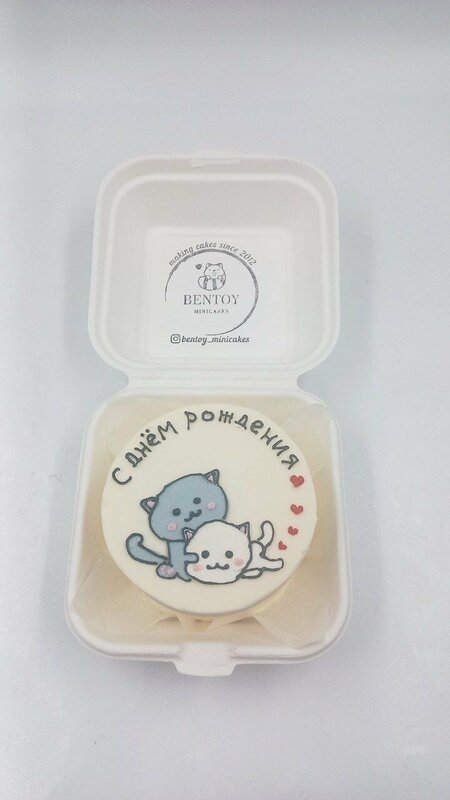 making cakes since 2012
BENTOY
MINICAKES
bentoy_minicakes
С днём рождения